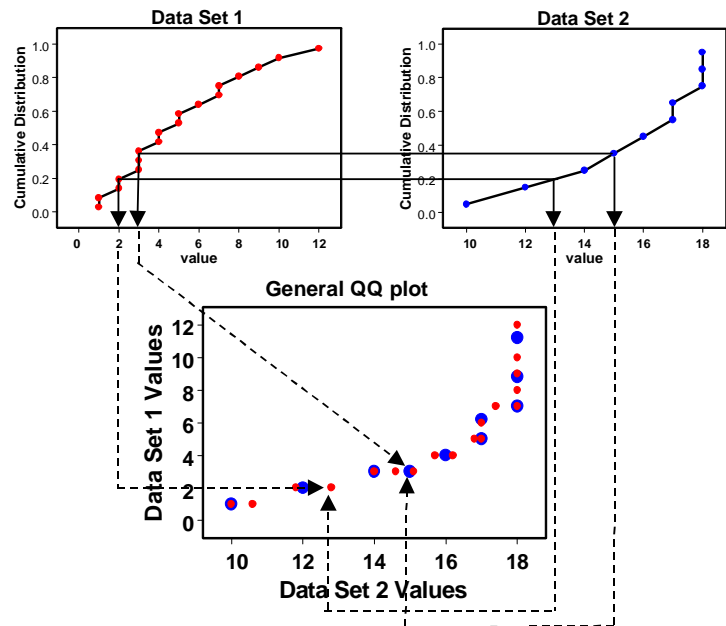 Data Set 1
Data Set 2
Cumulative Distribution
1.0
0.8
0.6
0.4
0.2
0.0
0 2 4 6 8 10 12
value
Cumulative Distribution
1.0
0.8
0.6
0.4
0.2
0.0
10 12 14 16 18
value
General QQ plot
Data Set 1 Values
12
10
8
6
4
2
0
10 12 14 16 18
Data Set 2 Values